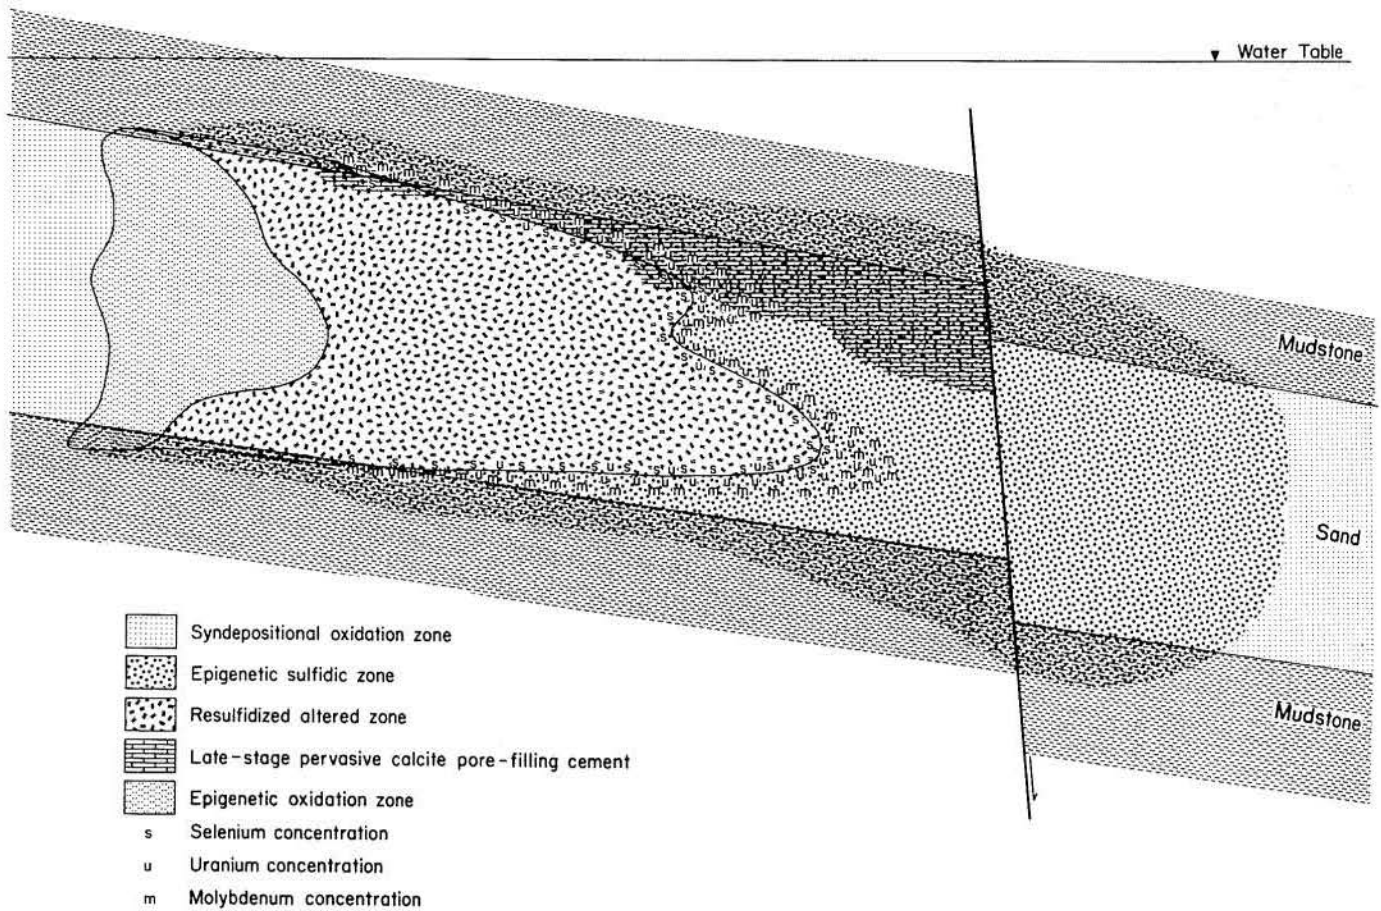 Water Table
Mudstone
Sand
Mudstone
Syndepositional oxidation zone
Epigenetic sulfidic zone
Resulfidized altered zone
Late-stage pervasive calcite pore-filling cement
Epigenetic oxidation zone
s Selenium concentration
u Uranium concentration
m Molybdenum concentration